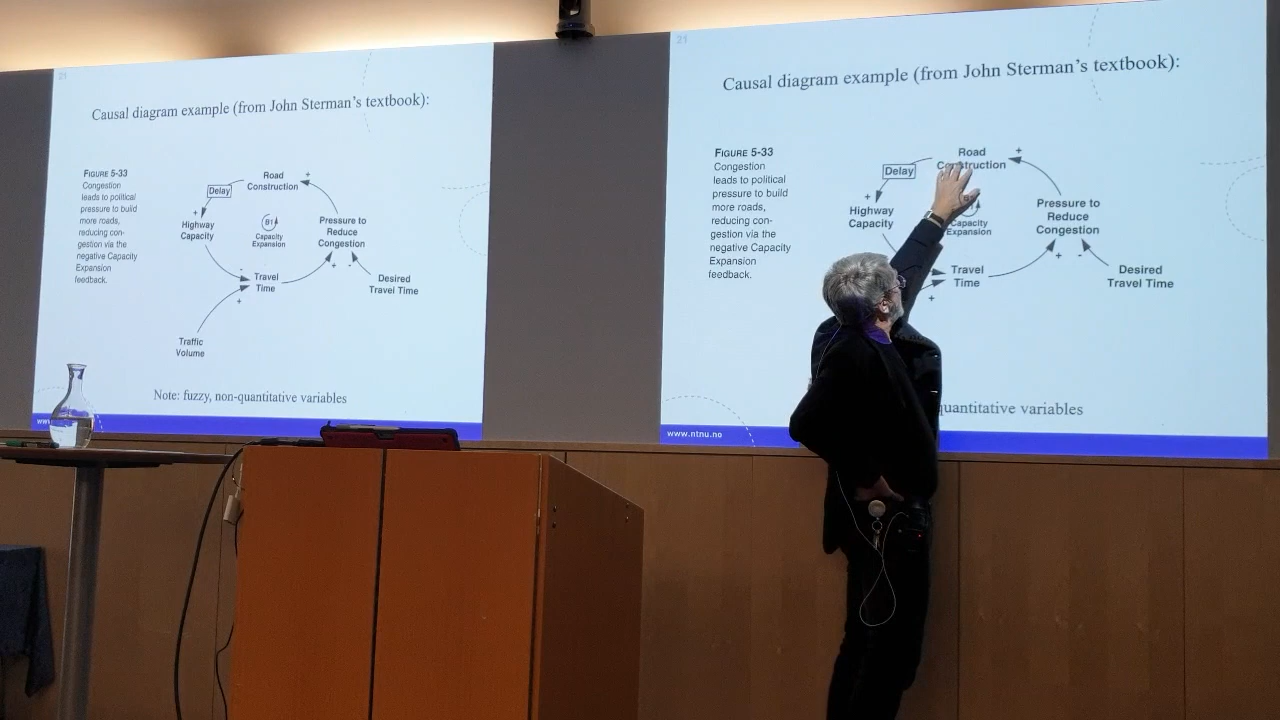 21
Causal diagram example (from John Sterman's textbook):
FIGURE 5-33
Congestion
leads to political
pressure to build
more roads,
reducing con-
gestion via the
negative Capacity
Expansion
feedback.
Road
Construction
+
Delay
+
Highway
Capacity
B1
Capacity
Expansion
Pressure to
Reduce
Congestion
-
Travel
Time
+
+
-
Desired
Travel Time
Traffic
Volume
Note: fuzzy, non-quantitative variables
ww
21
Causal diagram example (from John Sterman's textbook):
FIGURE 5-33
Congestion
leads to political
pressure to build
more roads,
reducing con-
gestion via the
negative Capacity
Expansion
feedback.
Road
Construction
+
Delay
+
Highway
Capacity
B1
Capacity
Expansion
Pressure to
Reduce
Congestion
Travel
Time
+
+
-
Desired
Travel Time
quantitative variables
www.ntnu.no